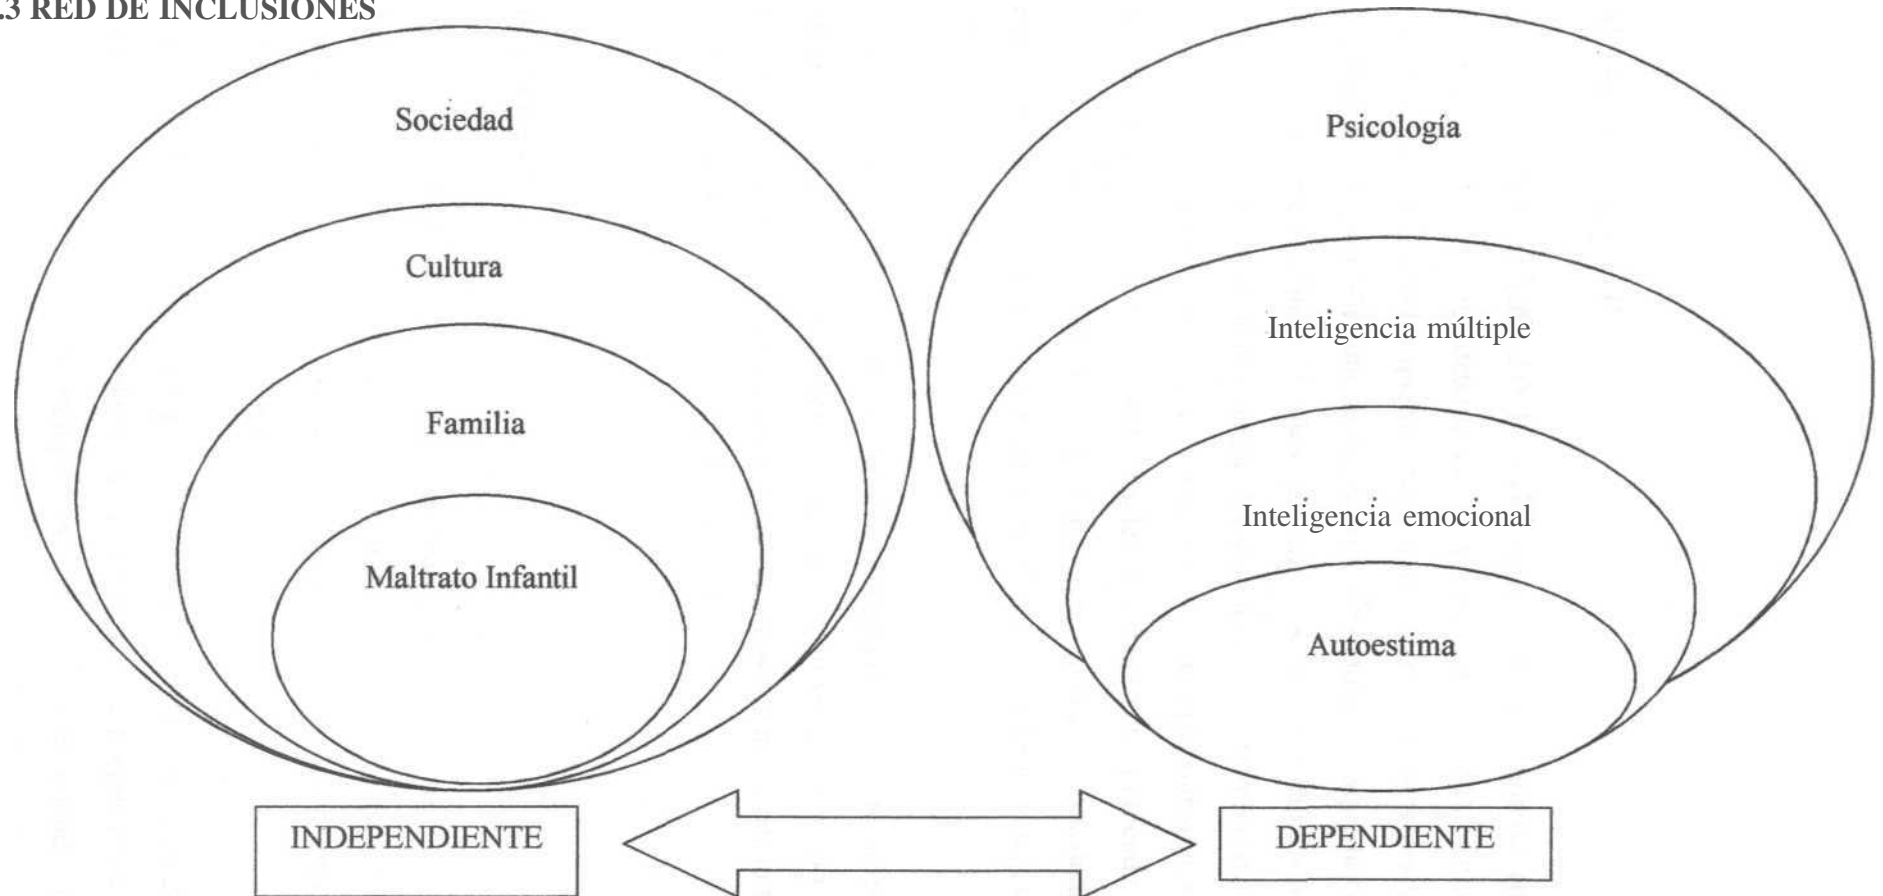 .3 RED DE INCLUSIONES
Sociedad
Cultura
Familia
Maltrato Infantil
INDEPENDIENTE
Psicología
Inteligencia múltiple
Inteligencia emocional
Autoestima
DEPENDIENTE